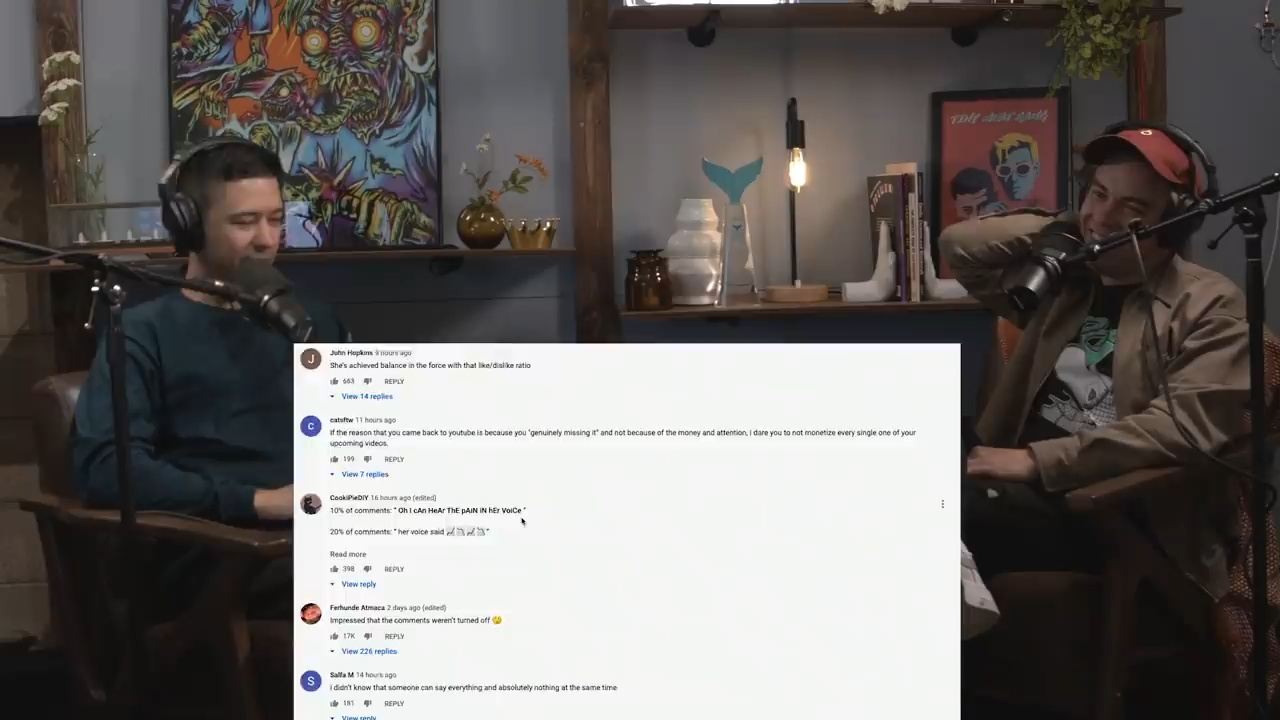 THE MEM GANG
J
John Hopkins 9 hours ago
She's achieved balance in the force with that like/dislike ratio
663 REPLY
View 14 replies
c
catsftw 11 hours ago
If the reason that you came back to youtube is because you "genuinely missing it" and not because of the money and attention, i dare you to not monetize every single one of your
upcoming videos.
199 REPLY
View 7 replies
CookiPieDIY 16 hours ago (edited)
10% of comments: " Oh I cAn HeAr ThE pAiN iN hEr VoiCe "
20% of comments: " her voice said 📈📉📈📉"
Read more
398 REPLY
View reply
Ferhunde Atmaca 2 days ago (edited)
Impressed that the comments weren't turned off
17K REPLY
View 226 replies
S
Salfa M 14 hours ago
i didn't know that someone can say everything and absolutely nothing at the same time
181 REPLY
View reply